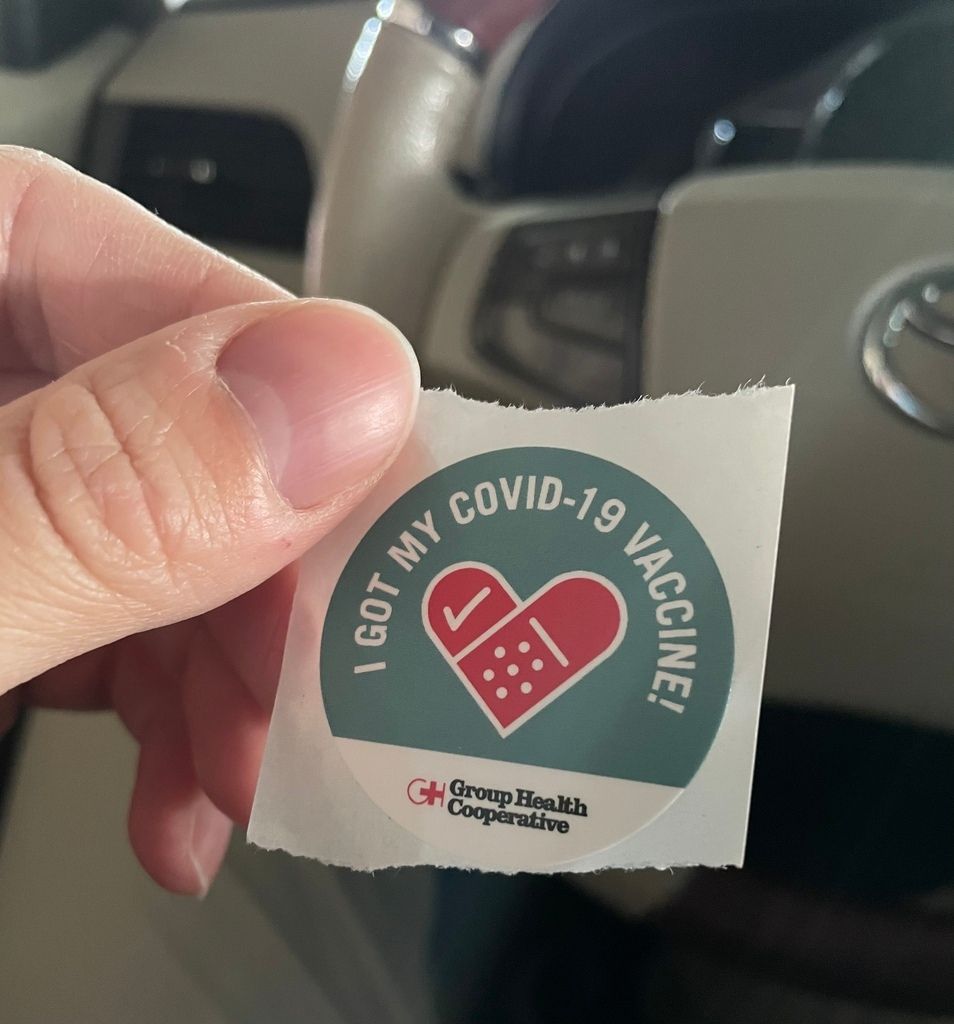 I GOT MY COVID-19 VACCINE!
GH Group Health
Cooperative